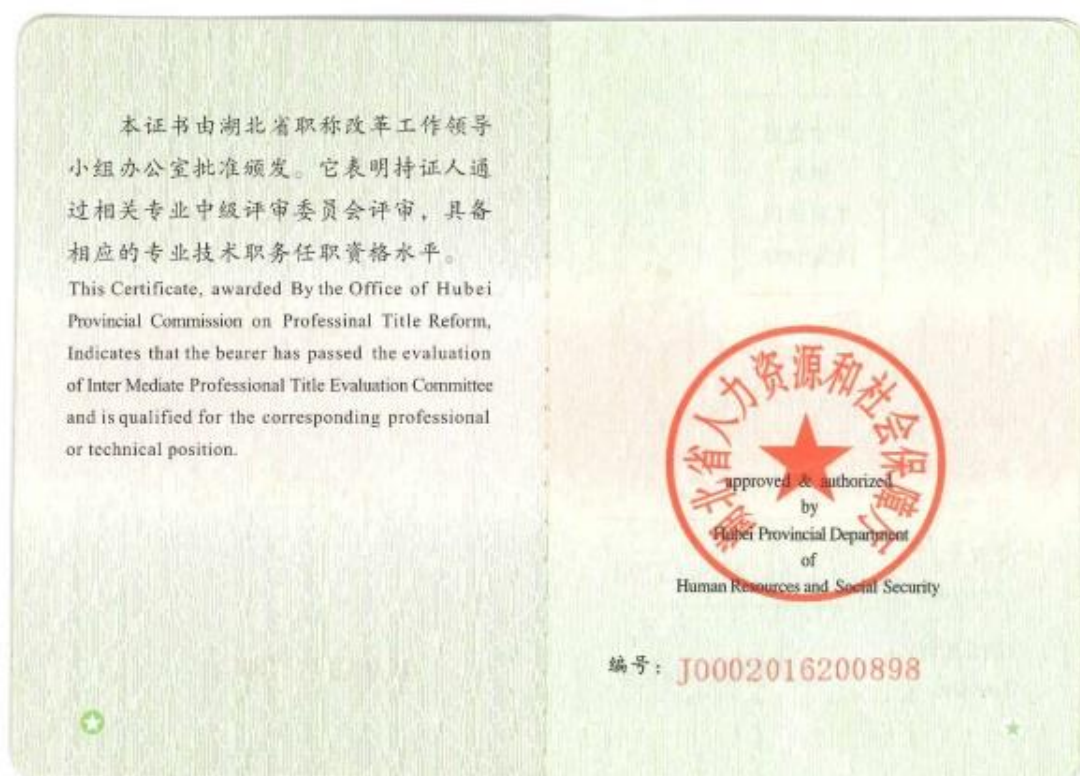 本证书由湖北省职称改革工作领导
小组办公室批准颁发。它表明持证人通
过相关专业中级评审委员会评审，具备
相应的专业技术职务任职资格水平。
This Certificate, awarded By the Office of Hubei
Provincial Commission on Professinal Title Reform,
Indicates that the bearer has passed the evaluation
of Inter Mediate Professional Title Evaluation Committee
and is qualified for the corresponding professional
or technical position.
湖北省人力资源和社会保障厅
approved & authorized
by
Hubei Provincial Department
of
Human Resources and Social Security
编号：J0002016200898